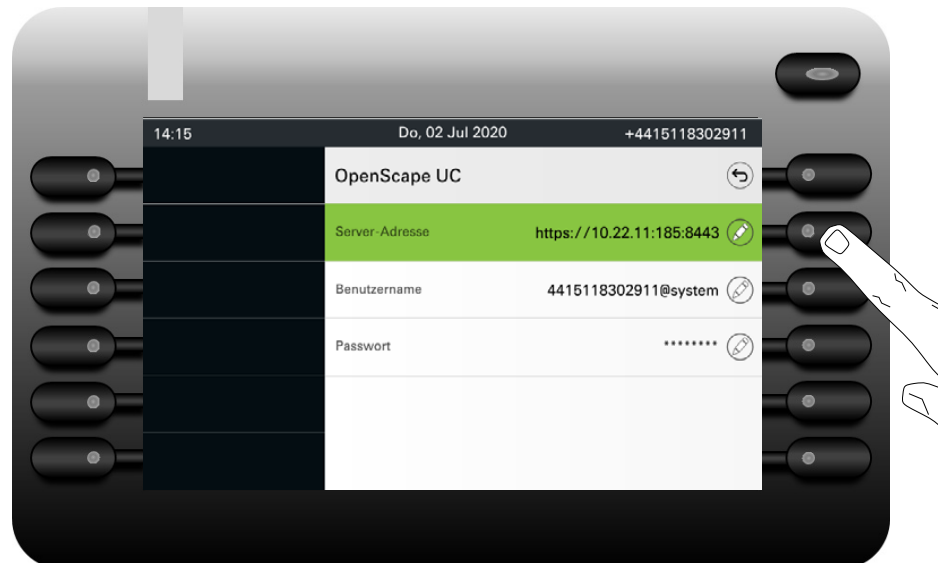 14:15 Do, 02 Jul 2020 +4415118302911
OpenScape UC
Server-Adresse https://10.22.11:185:8443
Benutzername 4415118302911@system
Passwort ········